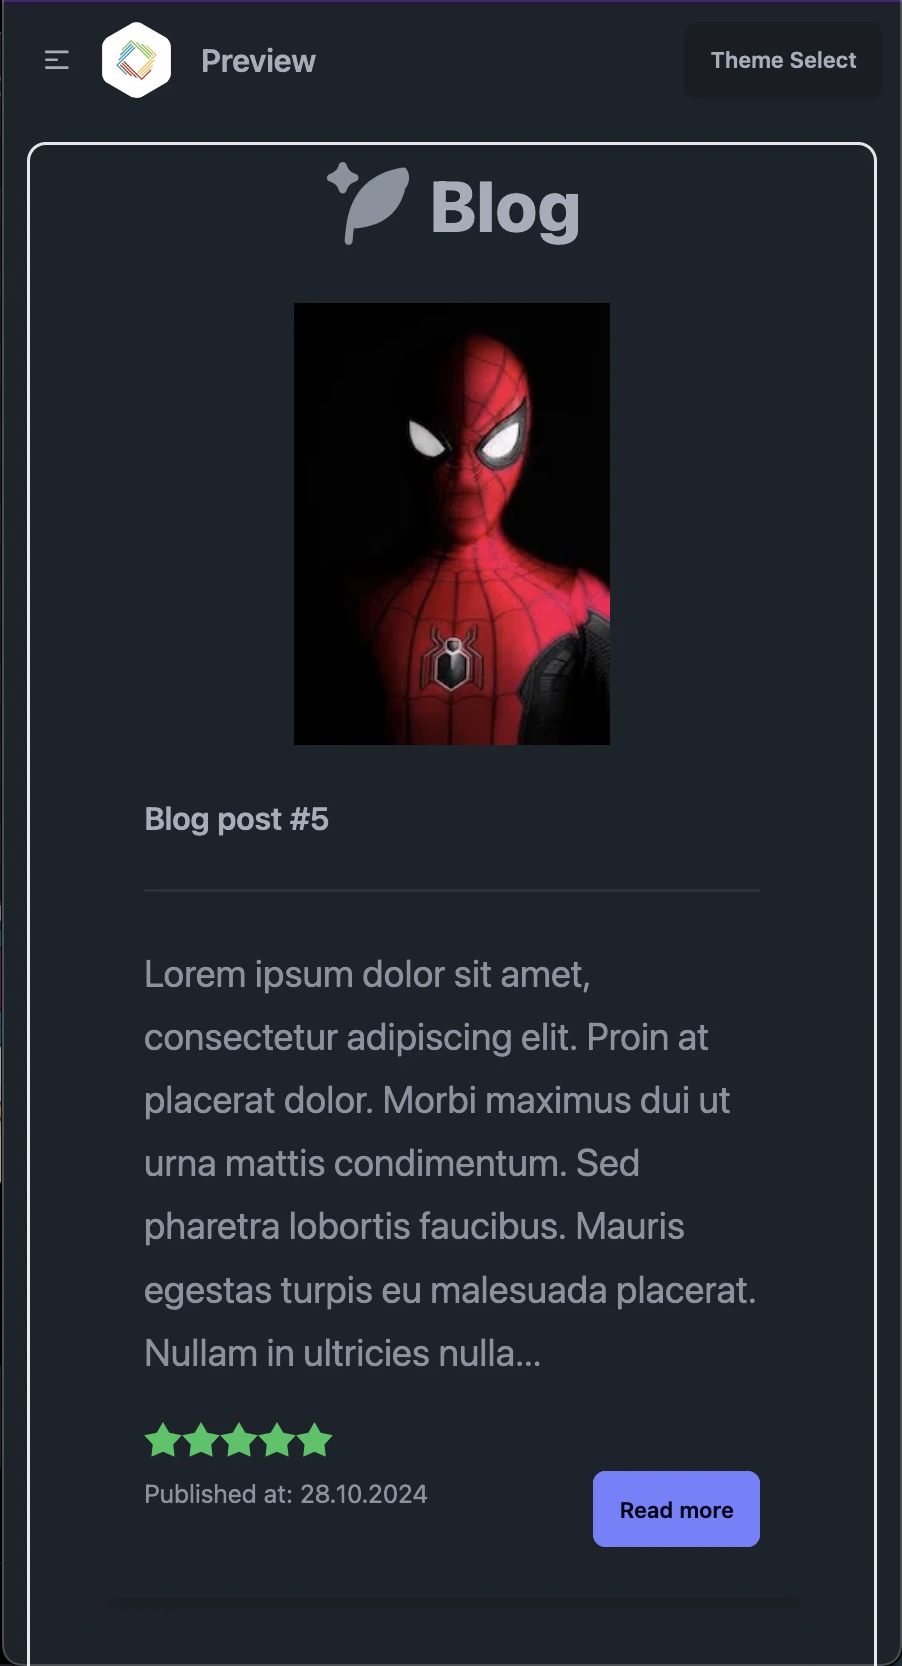 Preview
Theme Select
Blog
Blog post #5
Lorem ipsum dolor sit amet,
consectetur adipiscing elit. Proin at
placerat dolor. Morbi maximus dui ut
urna mattis condimentum. Sed
pharetra lobortis faucibus. Mauris
egestas turpis eu malesuada placerat.
Nullam in ultricies nulla...
Published at: 28.10.2024
Read more